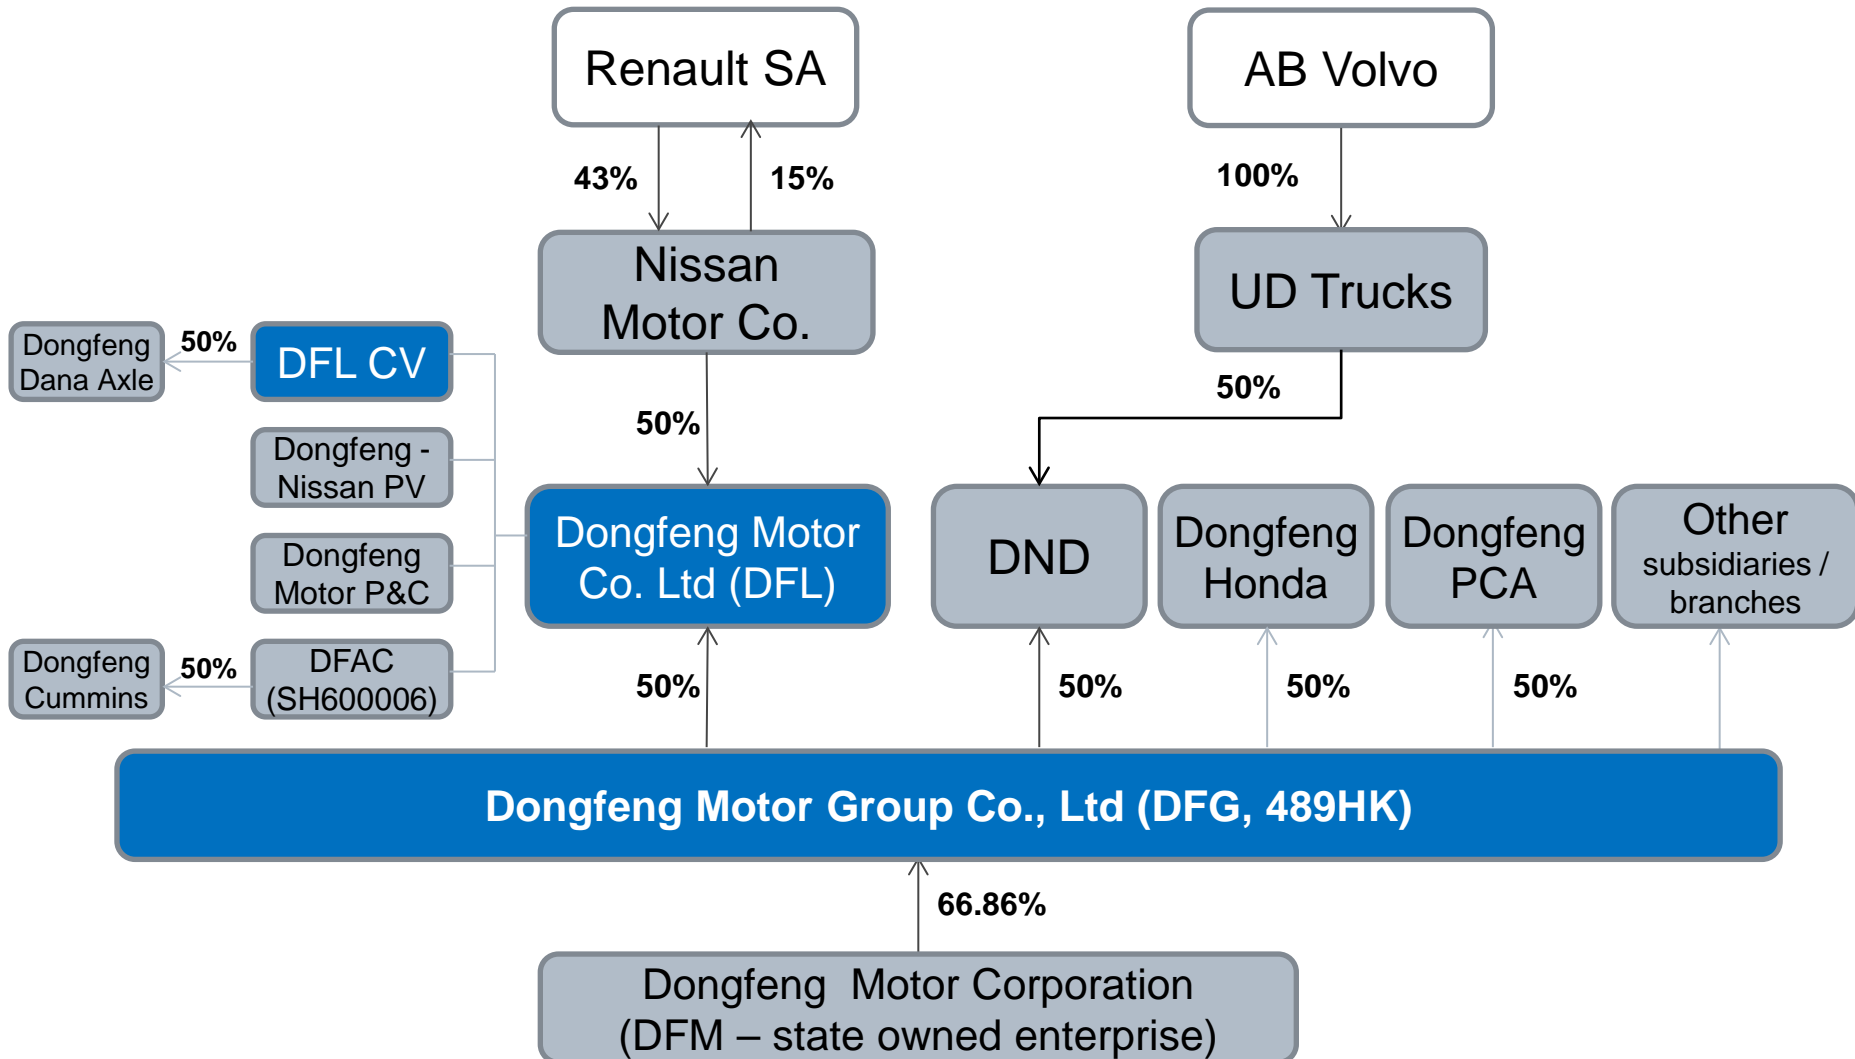 Renault SA
AB Volvo
43%
15%
100%
Nissan
Motor Co.
UD Trucks
Dongfeng
Dana Axle
50%
DFL CV
50%
50%
Dongfeng -
Nissan PV
Dongfeng Motor
Co. Ltd (DFL)
DND
Dongfeng
Honda
Dongfeng
PCA
Other
subsidiaries /
branches
Dongfeng
Motor P&C
Dongfeng
Cummins
50%
DFAC
(SH600006)
50%
50%
50%
50%
Dongfeng Motor Group Co., Ltd (DFG, 489HK)
66.86%
Dongfeng  Motor Corporation
(DFM – state owned enterprise)